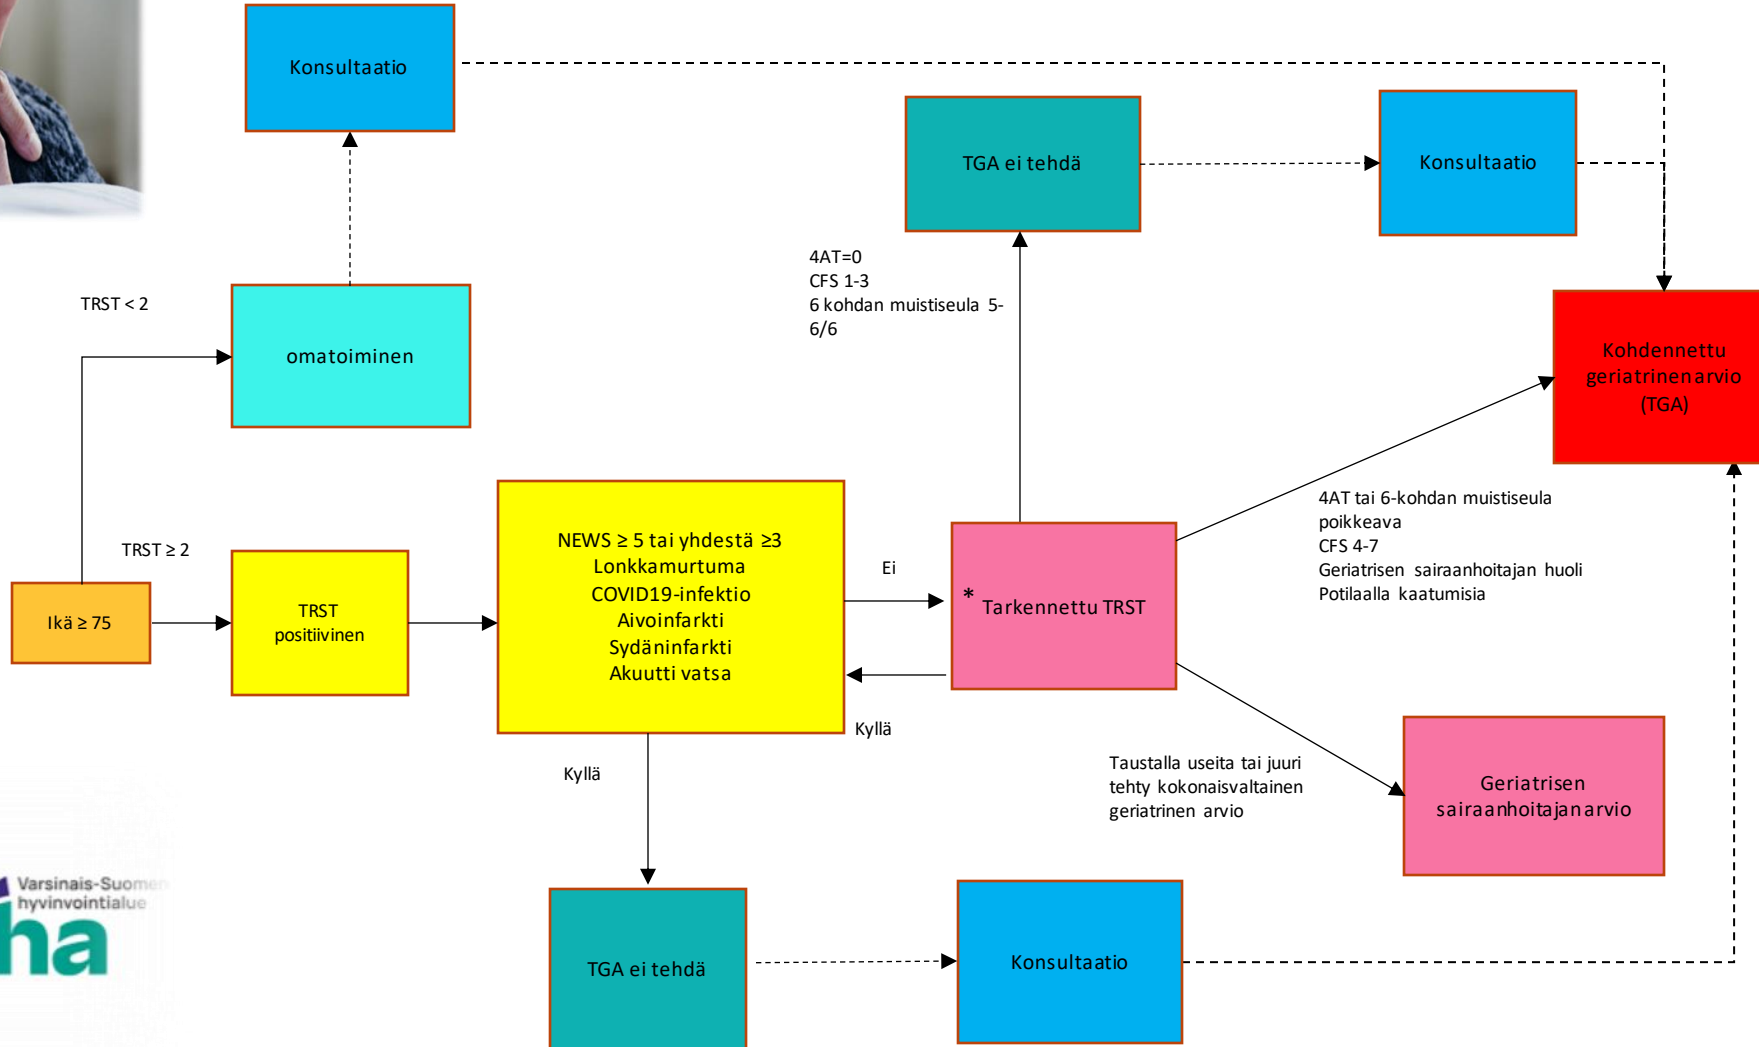 Konsultaatio
TGA ei tehdä
Konsultaatio
4AT=0
CFS 1-3
6 kohdan muistiseula 5-
6/6
TRST < 2
omatoiminen
Kohdennettu
geriatrinen arvio
(TGA)
TRST ≥ 2
Ikä ≥ 75
TRST
positiivinen
NEWS ≥ 5 tai yhdestä ≥3
Lonkkamurtuma
COVID19-infektio
Aivoinfarkti
Sydäninfarkti
Akuutti vatsa
Ei
Kyllä
* Tarkennettu TRST
4AT tai 6-kohdan muistiseula
poikkeava
CFS 4-7
Geriatrisen sairaanhoitajan huoli
Potilaalla kaatumisia
Taustalla useita tai juuri
tehty kokonaisvaltainen
geriatrinen arvio
Geriatrisen
sairaanhoitajan arvio
Kyllä
TGA ei tehdä
Konsultaatio
Varsinais-Suomen
hyvinvointialue
ha